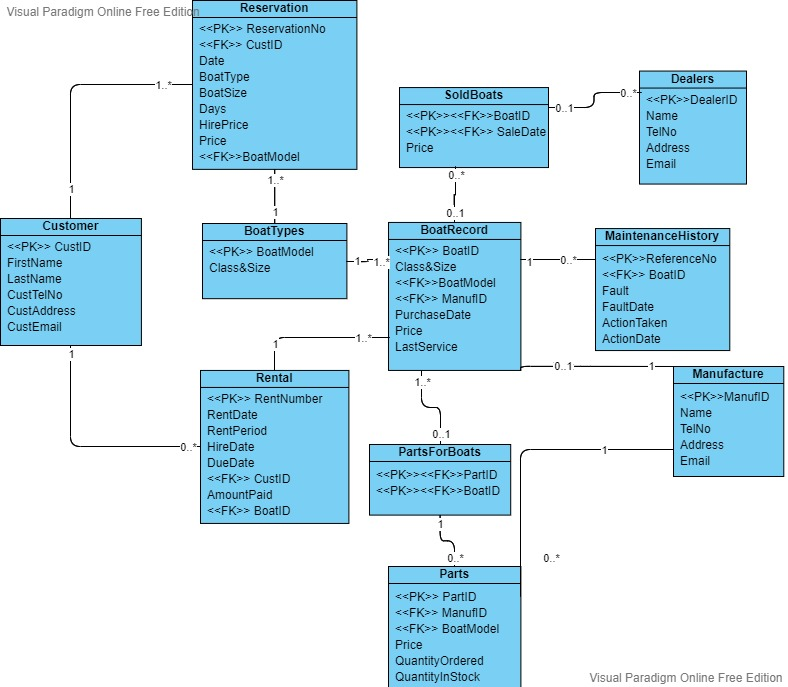 Visual Paradigm Online Free Edition
Reservation
<<PK>> ReservationNo
<<FK>> CustID
Date
BoatType
BoatSize
Days
HirePrice
Price
<<FK>>BoatModel
SoldBoats
<<PK>><<FK>>BoatID
<<PK>><<FK>> SaleDate
Price
Dealers
<<PK>>DealerID
Name
TelNo
Address
Email
1..*
0..1
0..*
1
1..*
1
0..*
0..1
Customer
<<PK>> CustID
FirstName
LastName
CustTelNo
CustAddress
CustEmail
BoatTypes
<<PK>> BoatModel
Class&Size
1
1..*
BoatRecord
<<PK>> BoatID
Class&Size
<<FK>>BoatModel
<<FK>> ManufID
PurchaseDate
Price
LastService
1
0..*
MaintenanceHistory
<<PK>>ReferenceNo
<<FK>> BoatID
Fault
FaultDate
ActionTaken
ActionDate
1
1..*
0..1
1
1
0..*
Rental
<<PK>> RentNumber
RentDate
RentPeriod
HireDate
DueDate
<<FK>> CustID
AmountPaid
<<FK>> BoatID
1..*
0..1
Manufacture
<<PK>>ManufID
Name
TelNo
Address
Email
PartsForBoats
<<PK>><<FK>>PartID
<<PK>><<FK>>BoatID
1
1
0..*
0..*
Parts
<<PK>> PartID
<<FK>> ManufID
<<FK>> BoatModel
Price
QuantityOrdered
QuantityInStock
Visual Paradigm Online Free Edition